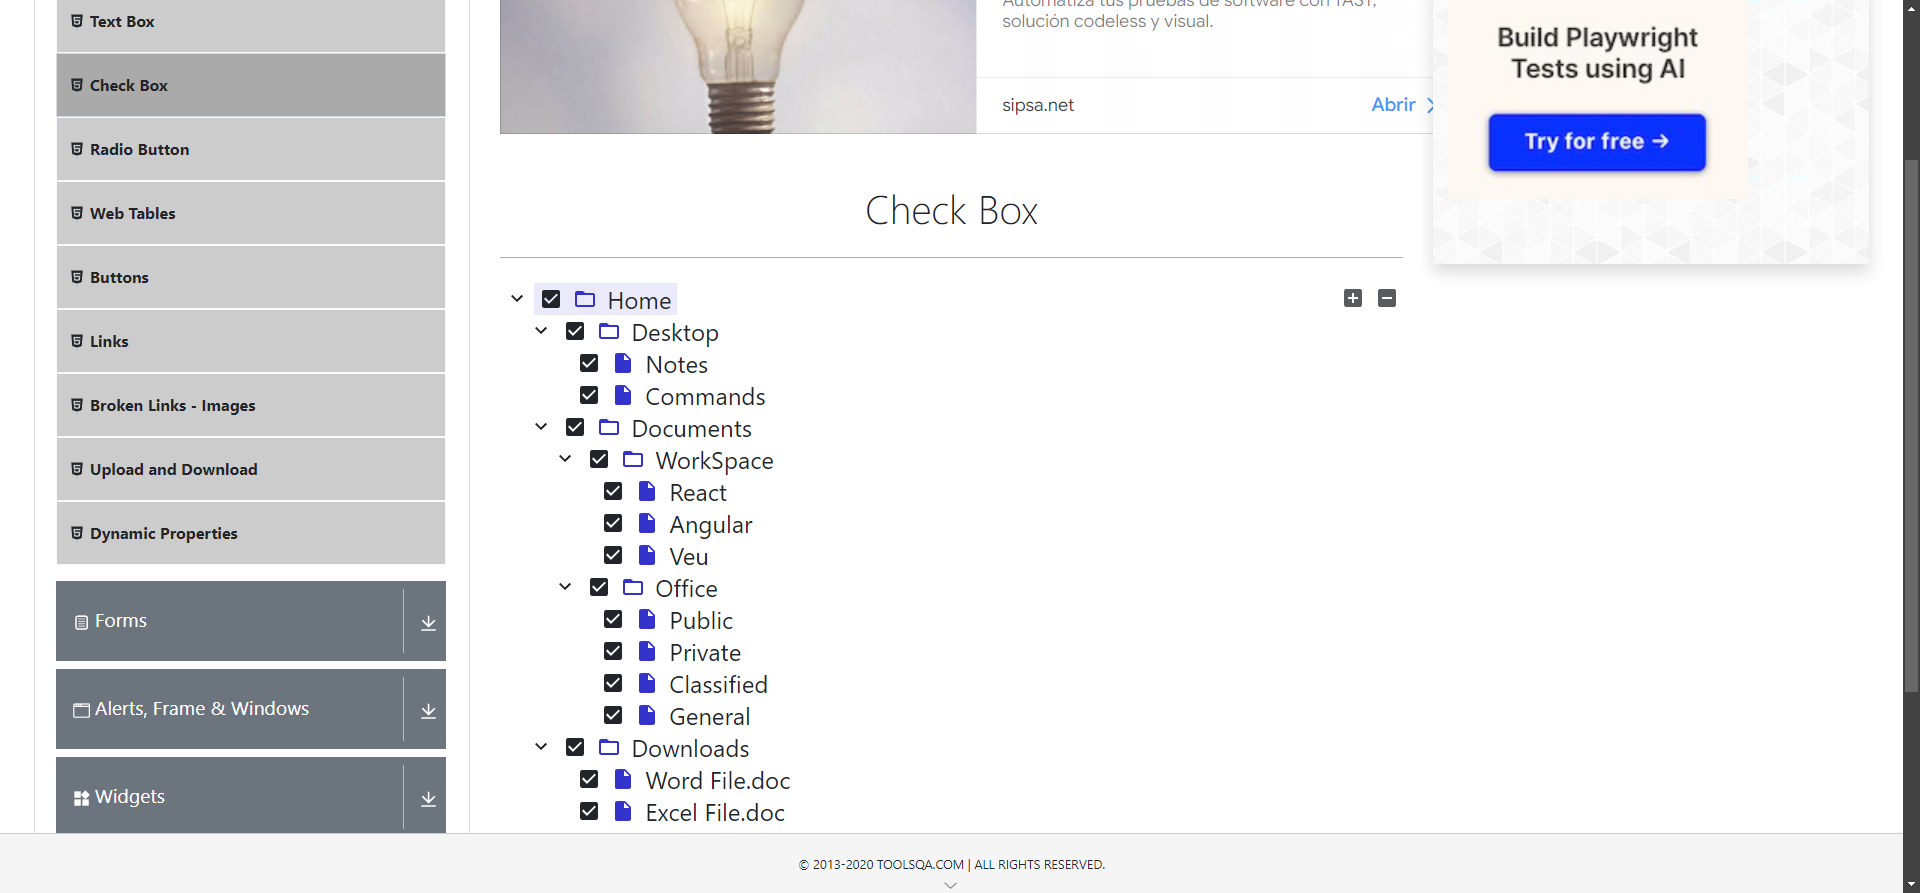 Text Box
Check Box
Radio Button
Web Tables
Buttons
Links
Broken Links - Images
Upload and Download
Dynamic Properties
Forms
Alerts, Frame & Windows
Widgets
Automatiza tus pruebas de software con TAST,
solución codeless y visual.
sipsa.net
Abrir
Build Playwright
Tests using AI
Try for free →
Check Box
Home
Desktop
Notes
Commands
Documents
WorkSpace
React
Angular
Veu
Office
Public
Private
Classified
General
Downloads
Word File.doc
Excel File.doc
© 2013-2020 TOOLSQA.COM | ALL RIGHTS RESERVED.